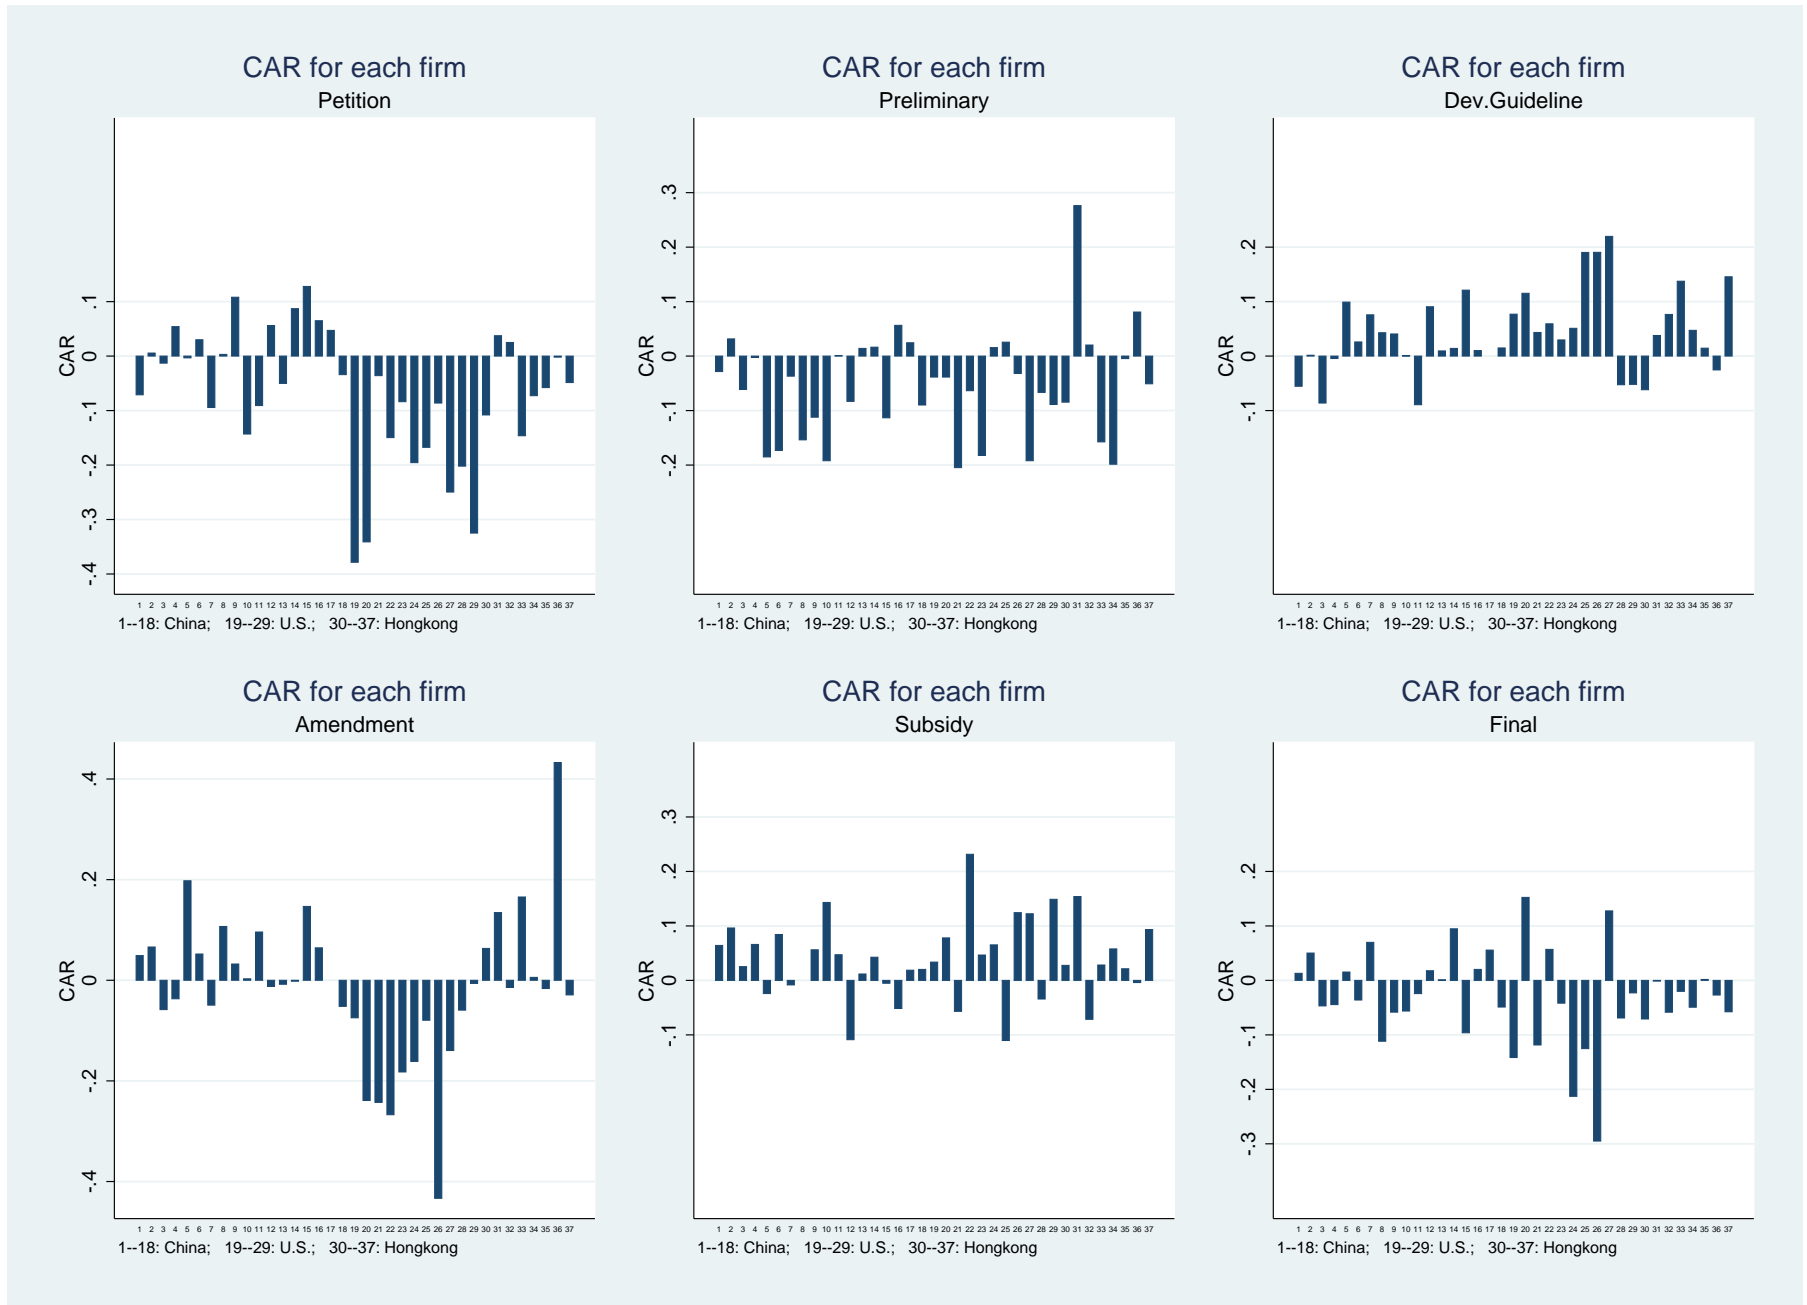 CAR for each firm
Petition
CAR
.1
0
-.1
-.2
-.3
-.4
1 2 3 4 5 6 7 8 9 10 11 12 13 14 15 16 17 18 19 20 21 22 23 24 25 26 27 28 29 30 31 32 33 34 35 36 37
1--18: China; 19--29: U.S.; 30--37: Hongkong
CAR for each firm
Preliminary
CAR
.3
.2
.1
0
-.1
-.2
1 2 3 4 5 6 7 8 9 10 11 12 13 14 15 16 17 18 19 20 21 22 23 24 25 26 27 28 29 30 31 32 33 34 35 36 37
1--18: China; 19--29: U.S.; 30--37: Hongkong
CAR for each firm
Dev.Guideline
CAR
.2
.1
0
-.1
1 2 3 4 5 6 7 8 9 10 11 12 13 14 15 16 17 18 19 20 21 22 23 24 25 26 27 28 29 30 31 32 33 34 35 36 37
1--18: China; 19--29: U.S.; 30--37: Hongkong
CAR for each firm
Amendment
CAR
.4
.2
0
-.2
-.4
1 2 3 4 5 6 7 8 9 10 11 12 13 14 15 16 17 18 19 20 21 22 23 24 25 26 27 28 29 30 31 32 33 34 35 36 37
1--18: China; 19--29: U.S.; 30--37: Hongkong
CAR for each firm
Subsidy
CAR
.3
.2
.1
0
-.1
1 2 3 4 5 6 7 8 9 10 11 12 13 14 15 16 17 18 19 20 21 22 23 24 25 26 27 28 29 30 31 32 33 34 35 36 37
1--18: China; 19--29: U.S.; 30--37: Hongkong
CAR for each firm
Final
CAR
.2
.1
0
-.1
-.2
-.3
1 2 3 4 5 6 7 8 9 10 11 12 13 14 15 16 17 18 19 20 21 22 23 24 25 26 27 28 29 30 31 32 33 34 35 36 37
1--18: China; 19--29: U.S.; 30--37: Hongkong